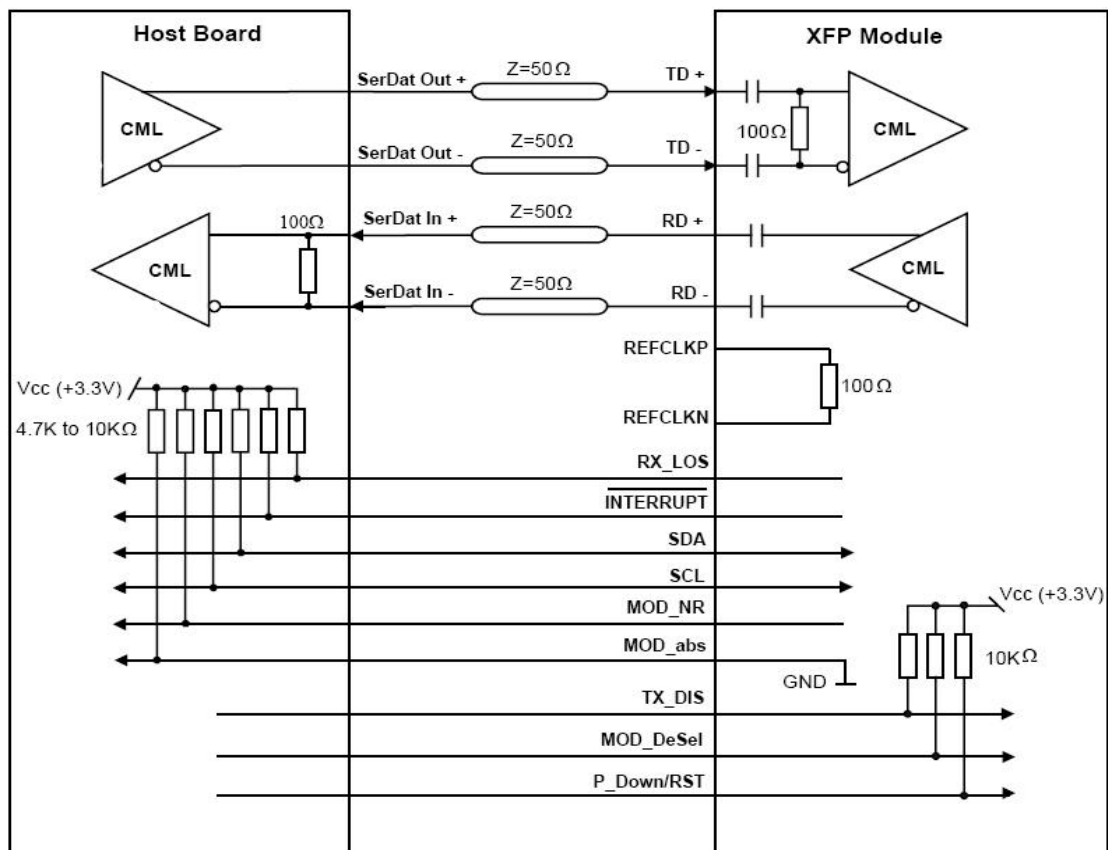 Host Board
XFP Module
SerDat Out +
Z=50Ω
TD +
CML
100Ω
CML
SerDat Out -
Z=50Ω
TD -
100Ω
SerDat In +
Z=50Ω
RD +
CML
CML
SerDat In -
Z=50Ω
RD -
REFCLKP
Vcc (+3.3V)
100Ω
4.7K to 10KΩ
REFCLKN
RX_LOS
INTERRUPT
SDA
SCL
Vcc (+3.3V)
MOD_NR
MOD_abs
10KΩ
GND
TX_DIS
MOD_DeSel
P_Down/RST